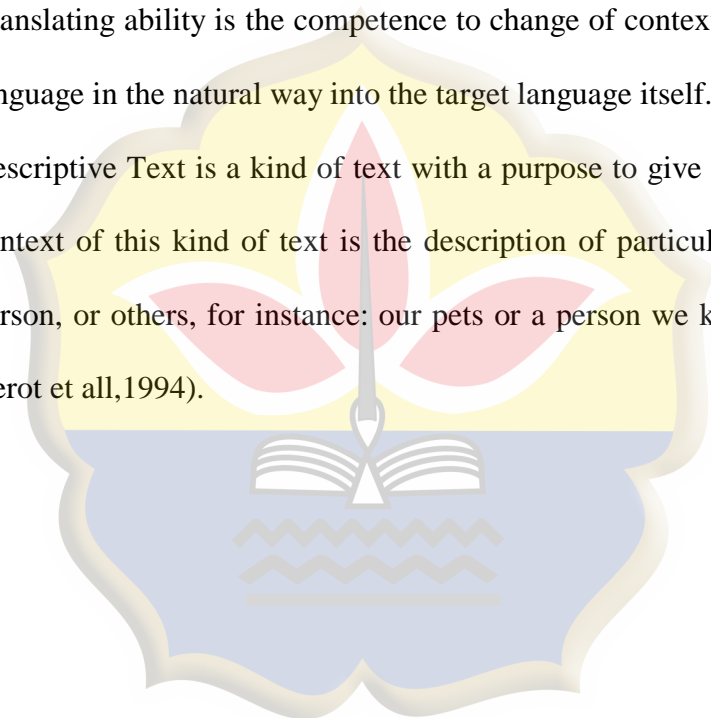 ranslating ability is the competence to change of contex
nguage in the natural way into the target language itself.
escriptive Text is a kind of text with a purpose to give
ntext of this kind of text is the description of particul
rson, or others, for instance: our pets or a person we k
erot et all,1994).